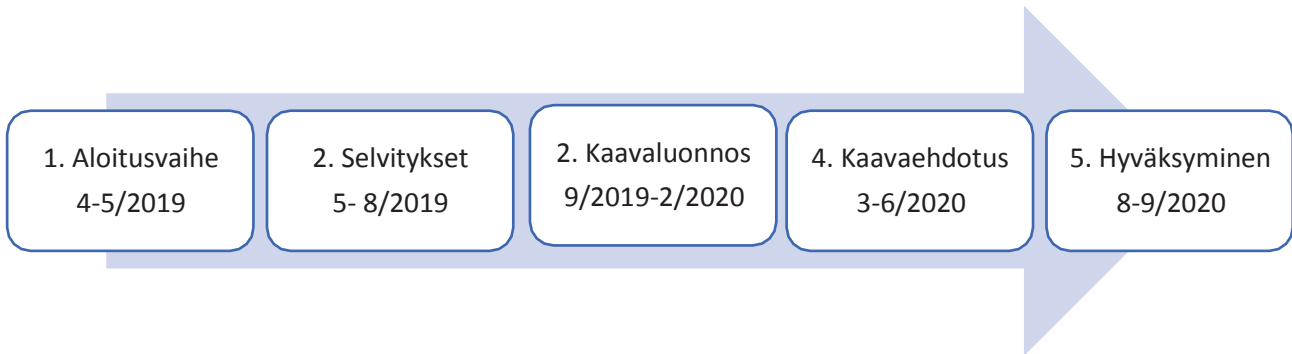 1. Aloitusvaihe
4-5/2019
2. Selvitykset
5- 8/2019
2. Kaavaluonnos
9/2019-2/2020
4. Kaavaehdotus
3-6/2020
5. Hyväksyminen
8-9/2020